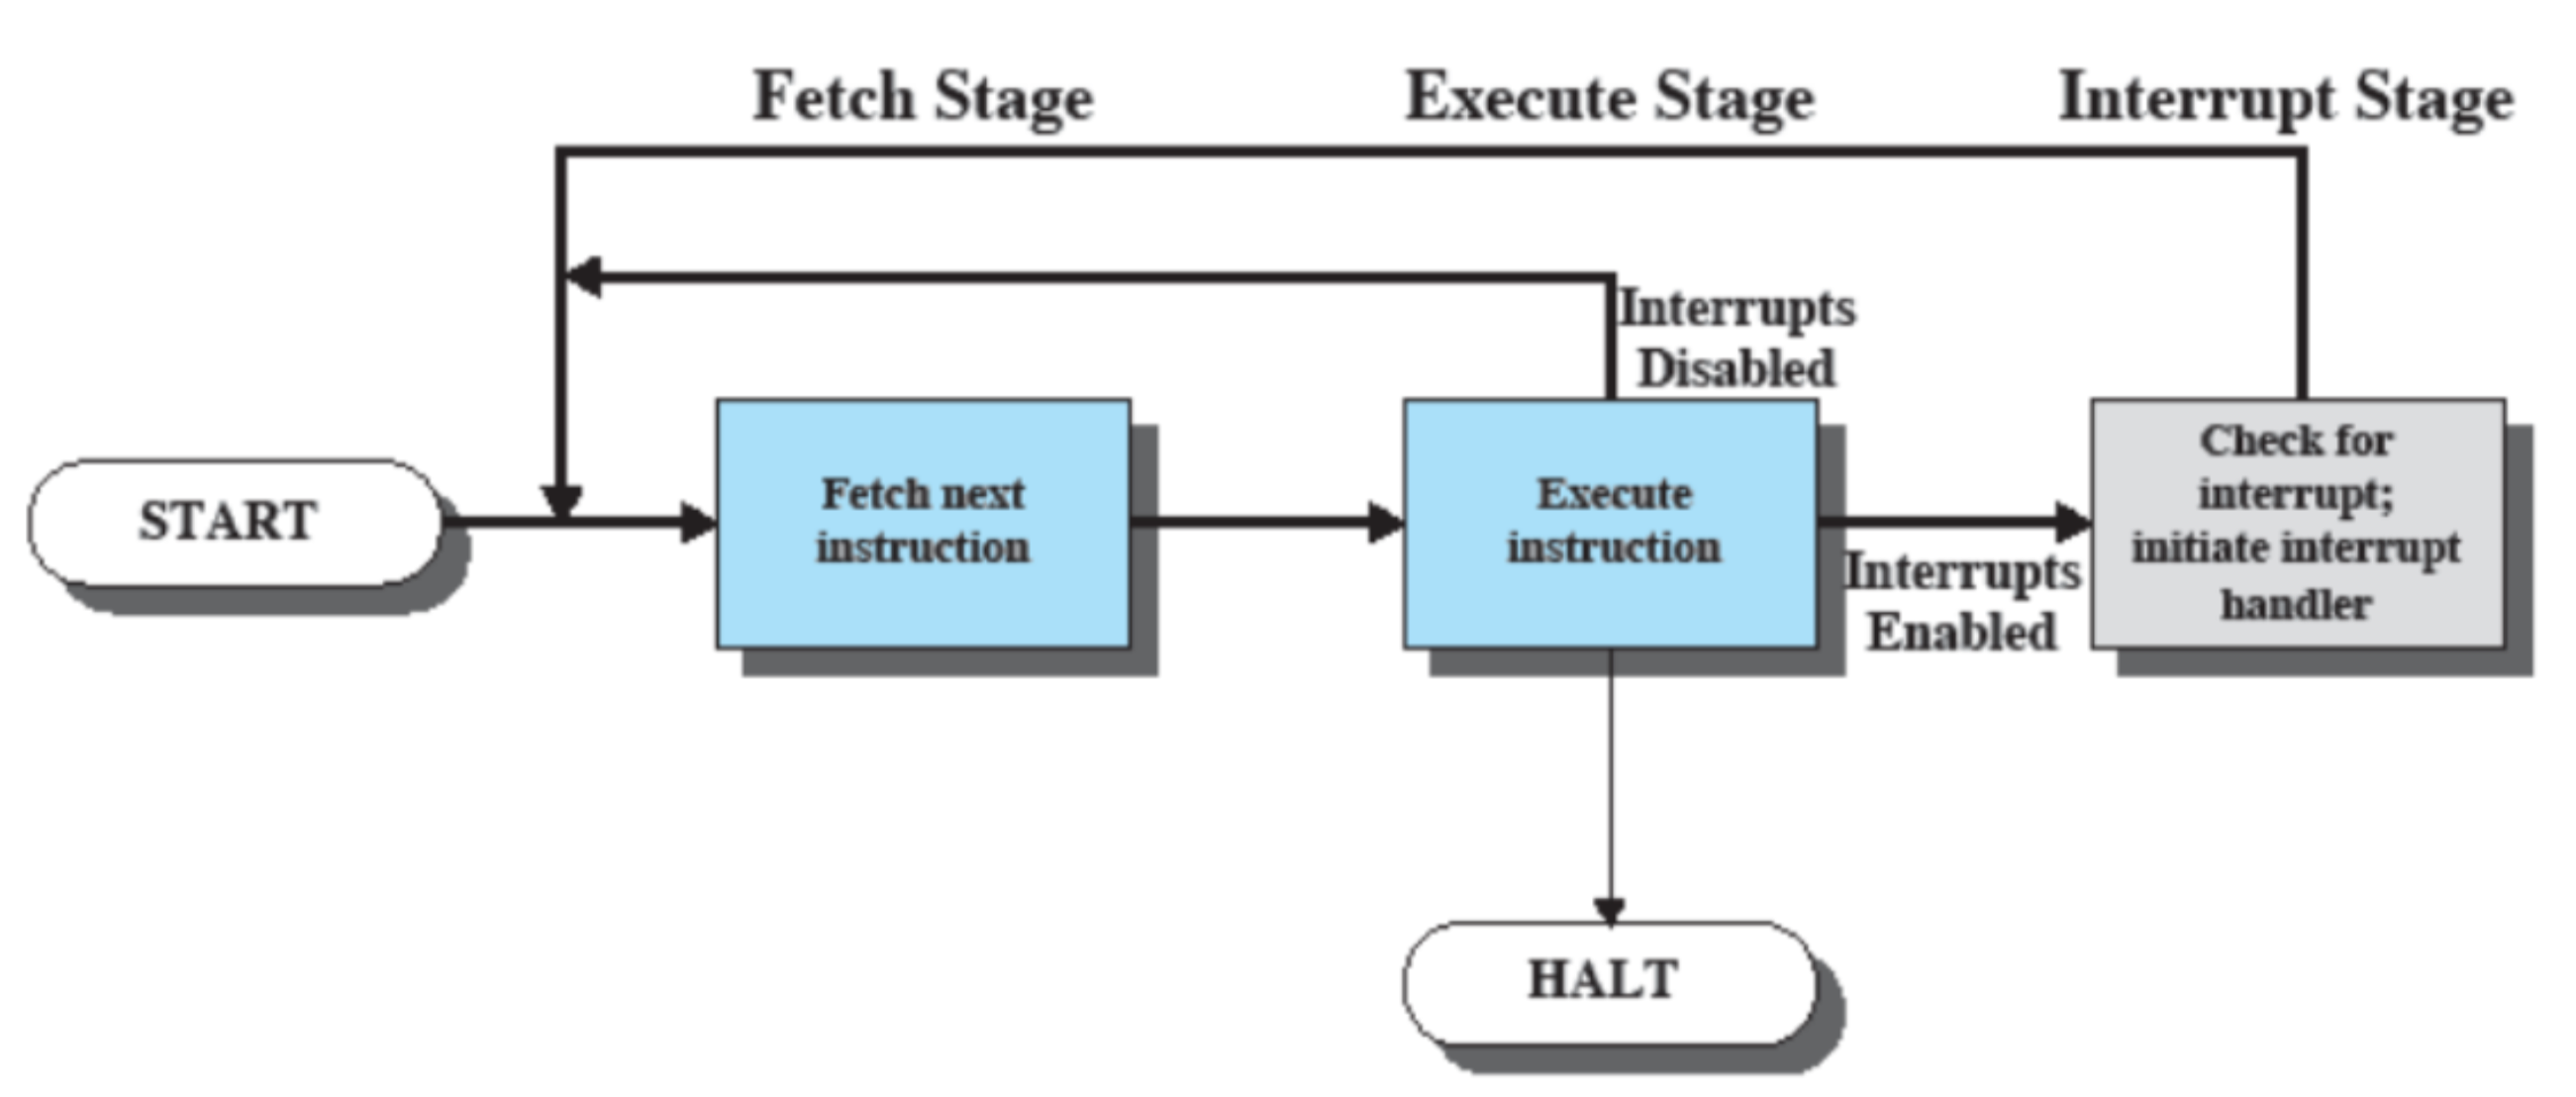 Fetch Stage
Execute Stage
Interrupt Stage
Interrupts
Disabled
START
Fetch next
instruction
Execute
instruction
Interrupts
Enabled
Check for
interrupt;
initiate interrupt
handler
HALT